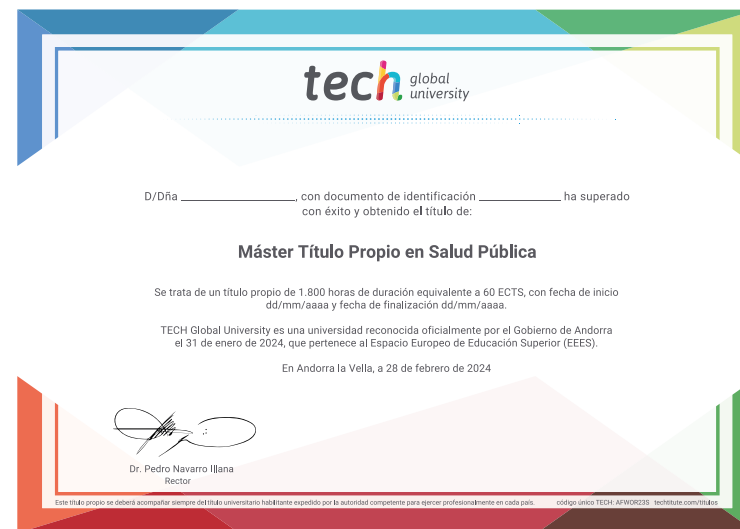 tech global university
D/Dña ____________________, con documento de identificación ______________ ha superado
con éxito y obtenido el título de:
Máster Título Propio en Salud Pública
Se trata de un título propio de 1.800 horas de duración equivalente a 60 ECTS, con fecha de inicio
dd/mm/aaaa y fecha de finalización dd/mm/aaaa.
TECH Global University es una universidad reconocida oficialmente por el Gobierno de Andorra
el 31 de enero de 2024, que pertenece al Espacio Europeo de Educación Superior (EEES).
En Andorra la Vella, a 28 de febrero de 2024
Dr. Pedro Navarro Illana
Rector
Este título propio se deberá acompañar siempre del título universitario habilitante expedido por la autoridad competente para ejercer profesionalmente en cada país. código único TECH: AFWOR23S techtitute.com/titulos